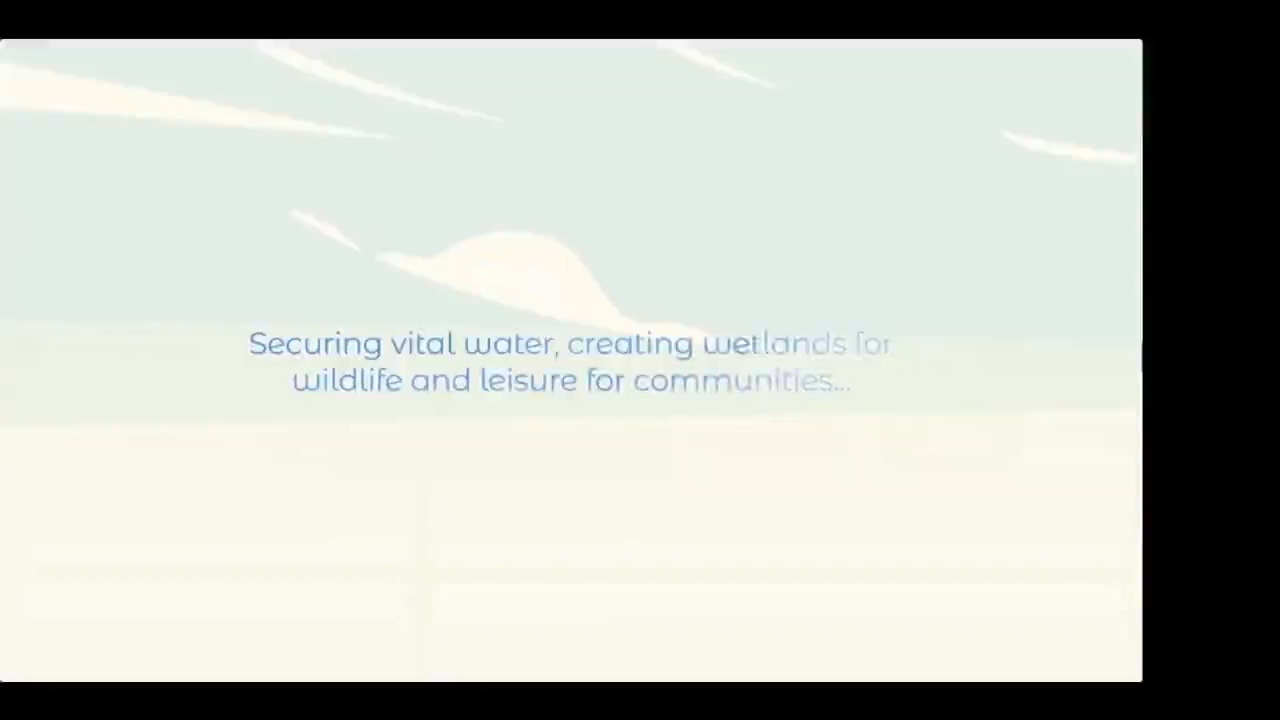 Securing vital water, creating wetlands for
wildlife and leisure for communities...